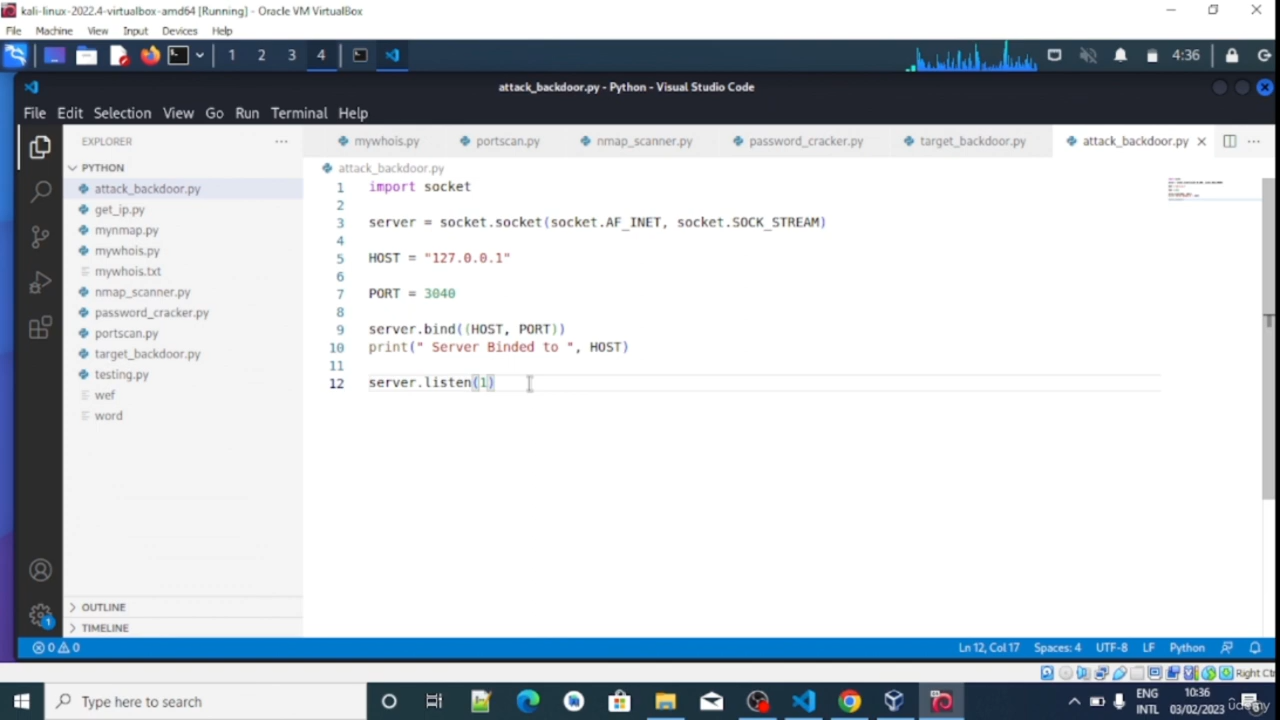 kali-linux-2022.4-virtualbox-amd64 [Running] - Oracle VM VirtualBox
File Machine View Input Devices Help
1 2 3 4 4:36
attack_backdoor.py - Python - Visual Studio Code
File Edit Selection View Go Run Terminal Help
EXPLORER ··· mywhois.py portscan.py nmap_scanner.py password_cracker.py target_backdoor.py attack_backdoor.py
PYTHON
attack_backdoor.py
attack_backdoor.py
get_ip.py
mynmap.py
mywhois.py
mywhois.txt
nmap_scanner.py
password_cracker.py
portscan.py
target_backdoor.py
testing.py
wef
word
OUTLINE
TIMELINE
1 import socket
2
3 server = socket.socket(socket.AF_INET, socket.SOCK_STREAM)
4
5 HOST = "127.0.0.1"
6
7 PORT = 3040
8
9 server.bind((HOST, PORT))
10 print(" Server Binded to ", HOST)
11
12 server.listen(1)
1
0 0 Ln 12, Col 17 Spaces: 4 UTF-8 LF Python
Right Ct
Type here to search
ENG
INTL
10:36
03/02/2023
udemy